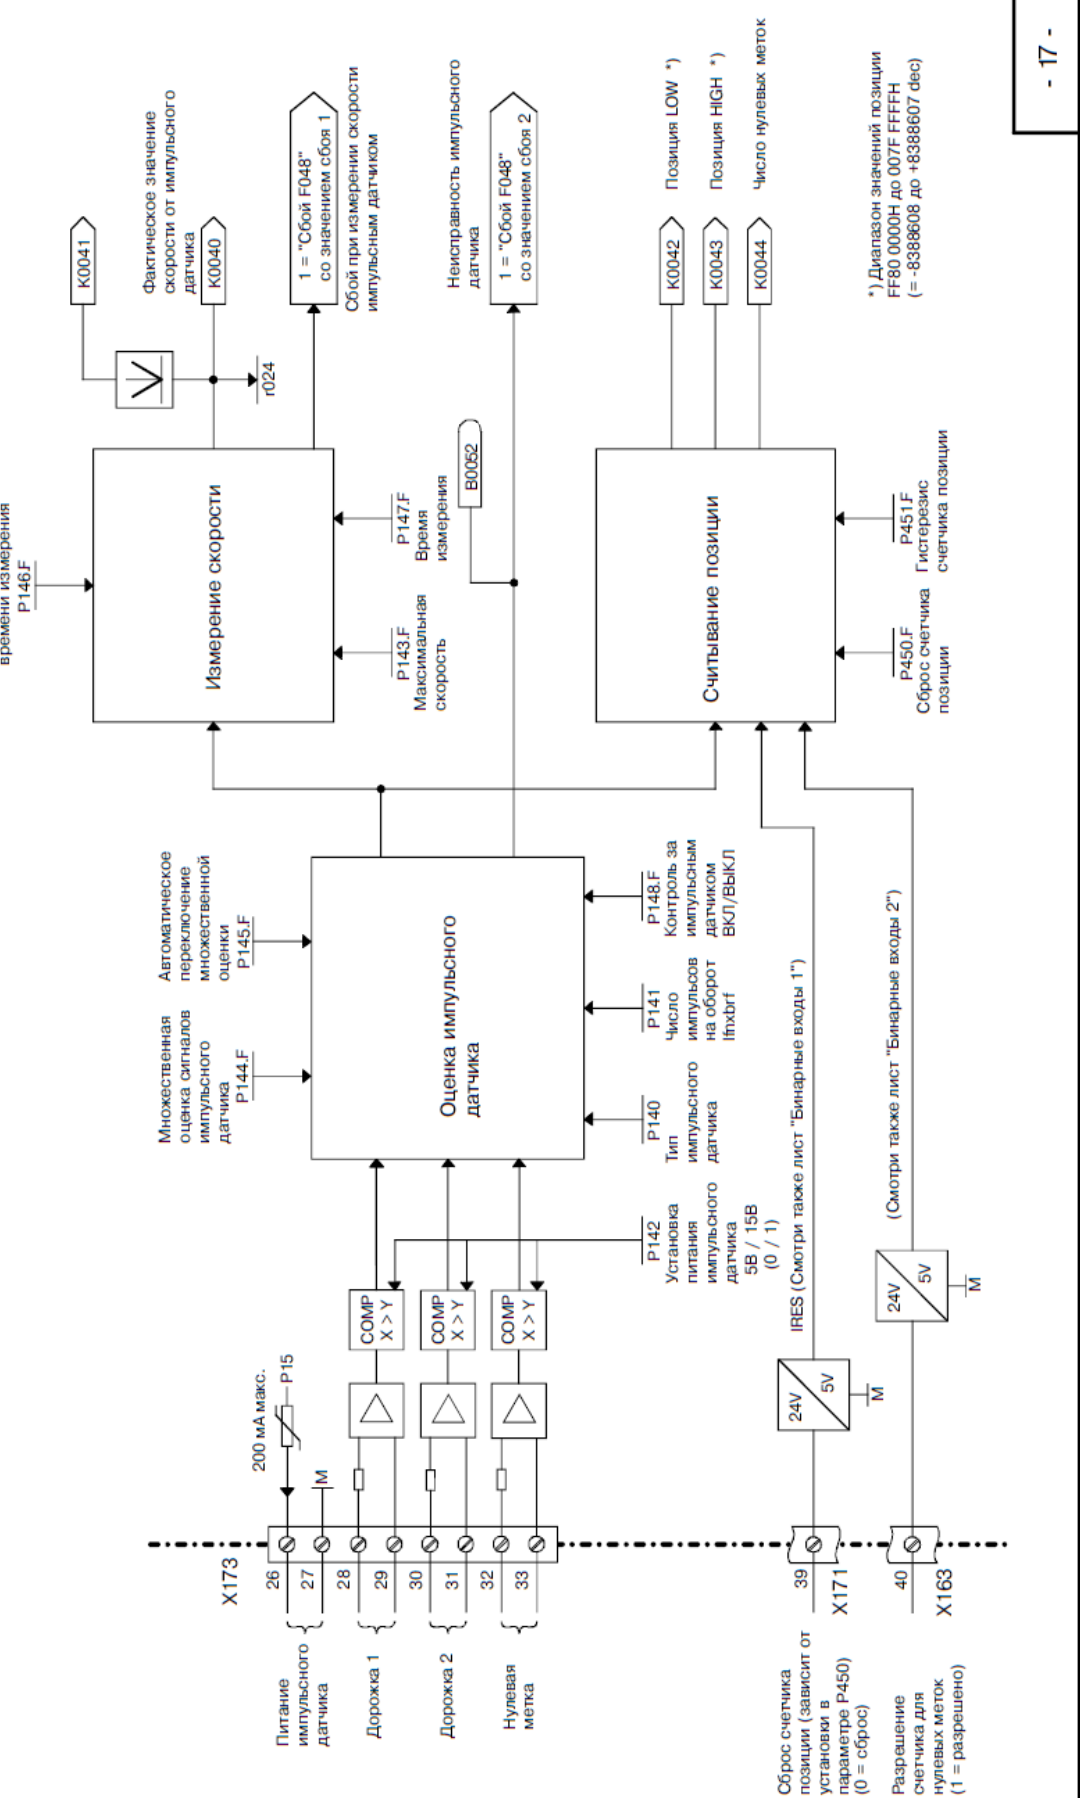 - 17 -
времени измерения
P146.F
K0041
Фактическое значение
скорости от импульсного
датчика
K0040
r024
1 = "Сбой F048"
со значением сбоя 1
Сбой при измерении скорости
импульсным датчиком
Измерение скорости
P143.F
Максимальная
скорость
P147.F
Время
измерения
B0052
Неисправность импульсного
датчика
1 = "Сбой F048"
со значением сбоя 2
K0042
Позиция LOW *)
K0043
Позиция HIGH *)
K0044
Число нулевых меток
*) Диапазон значений позиции
FF80 0000H до 007F FFFFH
(= -8388608 до +8388607 dec)
Считывание позиции
P450.F
Сброс счетчика
позиции
P451.F
Гистерезис
счетчика позиции
Множественная
оценка сигналов
импульсного
датчика
P144.F
Автоматическое
переключение
множественной
оценки
P145.F
Оценка импульсного
датчика
P142
Установка
питания
импульсного
датчика
5В / 15В
(0 / 1)
P140
Тип
импульсного
датчика
P141
Число
импульсов
на оборот
lfnxbrf
P148.F
Контроль за
импульсным
датчиком
ВКЛ/ВЫКЛ
200 мА макс.
P15
M
COMP
X > Y
COMP
X > Y
COMP
X > Y
X173
26
27
28
29
30
31
32
33
Питание
импульсного
датчика
Дорожка 1
Дорожка 2
Нулевая
метка
IRES (Смотри также лист "Бинарные входы 1")
24V
5V
M
39
X171
Сброс счетчика
позиции (зависит от
установки в
параметре P450)
(0 = сброс)
(Смотри также лист "Бинарные входы 2")
24V
5V
M
40
X163
Разрешение
счетчика для
нулевых меток
(1 = разрешено)